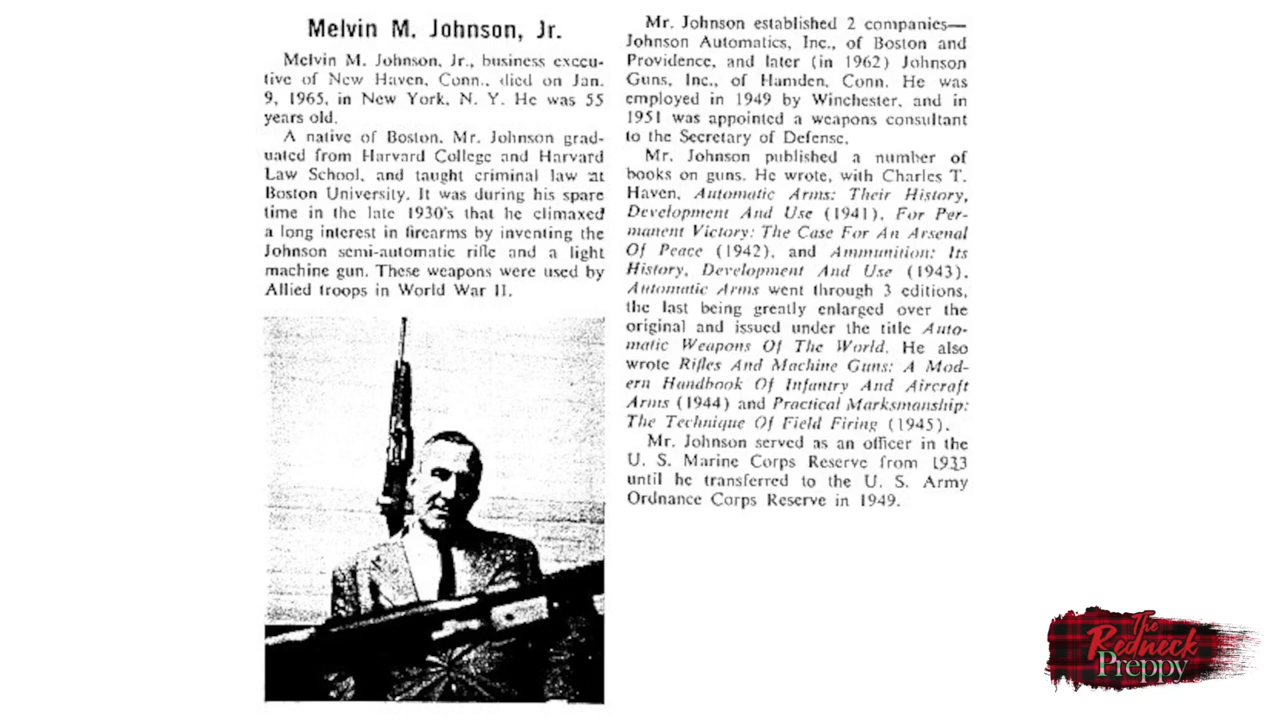 Melvin M. Johnson, Jr.
Melvin M. Johnson, Jr., business execu-
tive of New Haven, Conn., died on Jan.
9, 1965, in New York, N. Y. He was 55
years old.
A native of Boston, Mr. Johnson grad-
uated from Harvard College and Harvard
Law School, and taught criminal law at
Boston University. It was during his spare
time in the late 1930's that he climaxed
a long interest in firearms by inventing the
Johnson semi-automatic rifle and a light
machine gun. These weapons were used by
Allied troops in World War II.
Mr. Johnson established 2 companies—
Johnson Automatics, Inc., of Boston and
Providence, and later (in 1962) Johnson
Guns, Inc., of Hamden, Conn. He was
employed in 1949 by Winchester, and in
1951 was appointed a weapons consultant
to the Secretary of Defense.
Mr. Johnson published a number of
books on guns. He wrote, with Charles T.
Haven, Automatic Arms: Their History,
Development And Use (1941), For Per-
manent Victory: The Case For An Arsenal
Of Peace (1942), and Ammunition: Its
History, Development And Use (1943).
Automatic Arms went through 3 editions,
the last being greatly enlarged over the
original and issued under the title Auto-
matic Weapons Of The World. He also
wrote Rifles And Machine Guns: A Mod-
ern Handbook Of Infantry And Aircraft
Arms (1944) and Practical Marksmanship:
The Technique Of Field Firing (1945).
Mr. Johnson served as an officer in the
U. S. Marine Corps Reserve from 1933
until he transferred to the U. S. Army
Ordnance Corps Reserve in 1949.
The
Redneck
Preppy